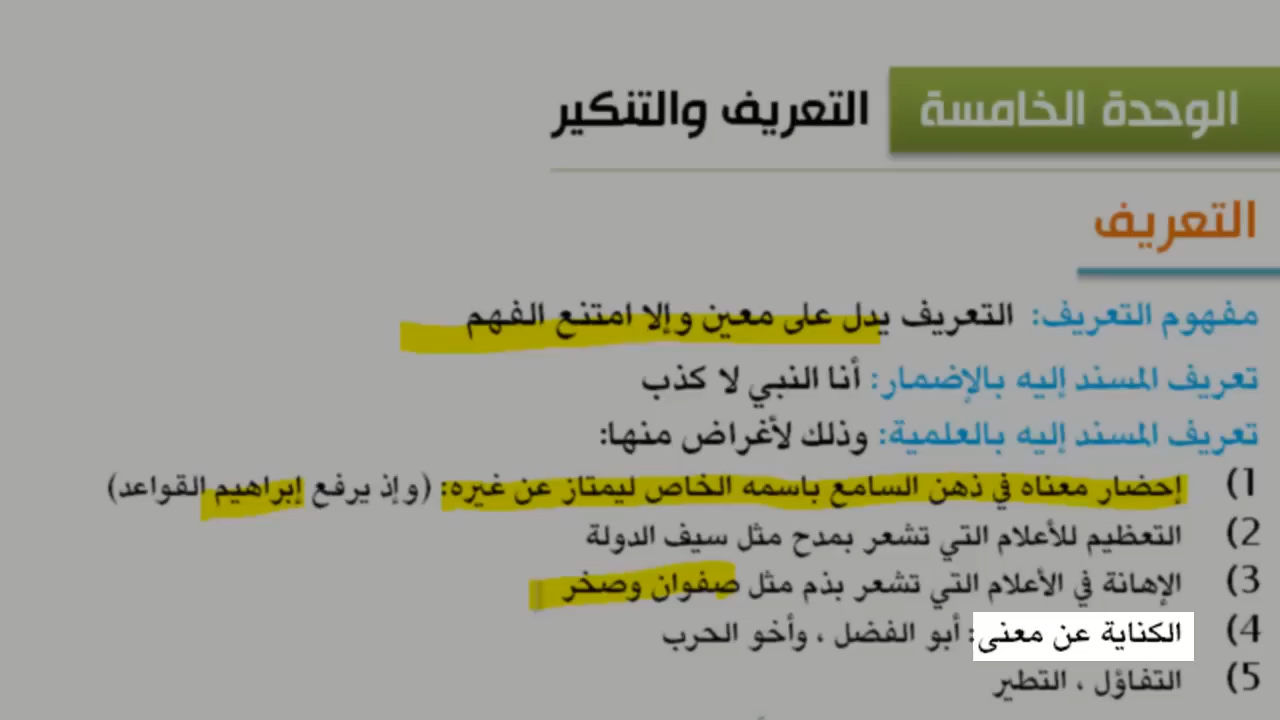 الوحدة الخامسة التعريف والتنكير
التعريف
مفهوم التعريف: التعريف يدل على معين وإلا امتنع الفهم
تعريف المسند إليه بالإضمار: أنا النبي لا كذب
تعريف المسند إليه بالعلمية: وذلك لأغراض منها:
1) إحضار معناه في ذهن السامع باسمه الخاص ليمتاز عن غيره: (وإذ يرفع إبراهيم القواعد)
2) التعظيم للأعلام التي تشعر بمدح مثل سيف الدولة
3) الإهانة في الأعلام التي تشعر بذم مثل صفوان وصخر
4) الكناية عن معنى: أبو الفضل ، وأخو الحرب
5) التفاؤل ، التطير